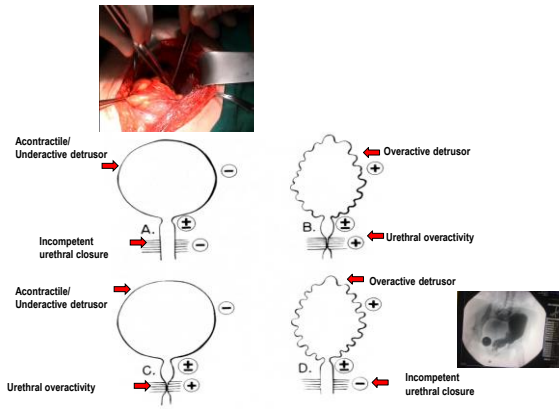 Acontractile/
Underactive detrusor
−
A.
±
Incompetent
urethral closure
−
Overactive detrusor
+
B.
±
Urethral overactivity
+
Acontractile/
Underactive detrusor
−
C.
±
Urethral overactivity
+
Overactive detrusor
+
D.
±
Incompetent
urethral closure
−